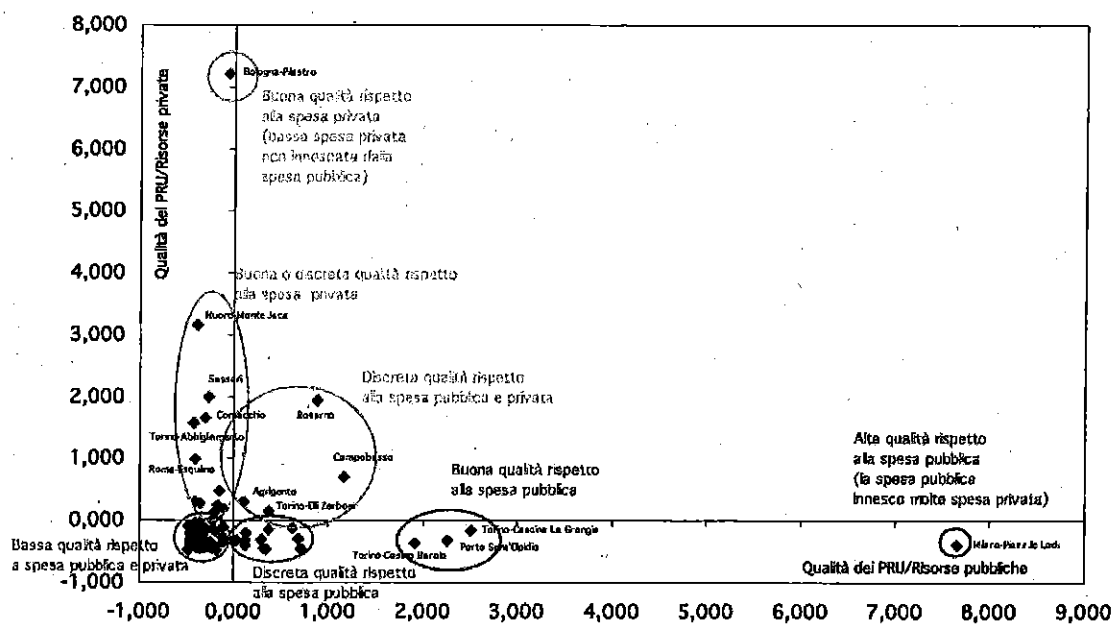 8,000
7,000
6,000
5,000
4,000
3,000
2,000
1,000
0,000
-1,000
Qualità dei PRU/Risorse private
Bologna-Pilastro
Buona qualità rispetto
alla spesa privata
(bassa spesa privata
non innescata dalla
spesa pubblica)
Buona o discreta qualità rispetto
alla spesa privata
Nuoro-Monte Jaca
Sassari
Comacchio
Torino-Abbigliamento
Roma-Esquino
Discreta qualità rispetto
alla spesa pubblica e privata
Rosarno
Campobasso
Agrigento
Buona qualità rispetto
alla spesa pubblica
Alta qualità rispetto
alla spesa pubblica
(la spesa pubblica
innesca molta spesa privata)
Torino-Cascine La Grangia
Porto Sant'Elpidio
Bassa qualità rispetto
a spesa pubblica e privata
Discreta qualità rispetto
alla spesa pubblica
Qualità dei PRU/Risorse pubbliche
-1,000 0,000 1,000 2,000 3,000 4,000 5,000 6,000 7,000 8,000 9,000